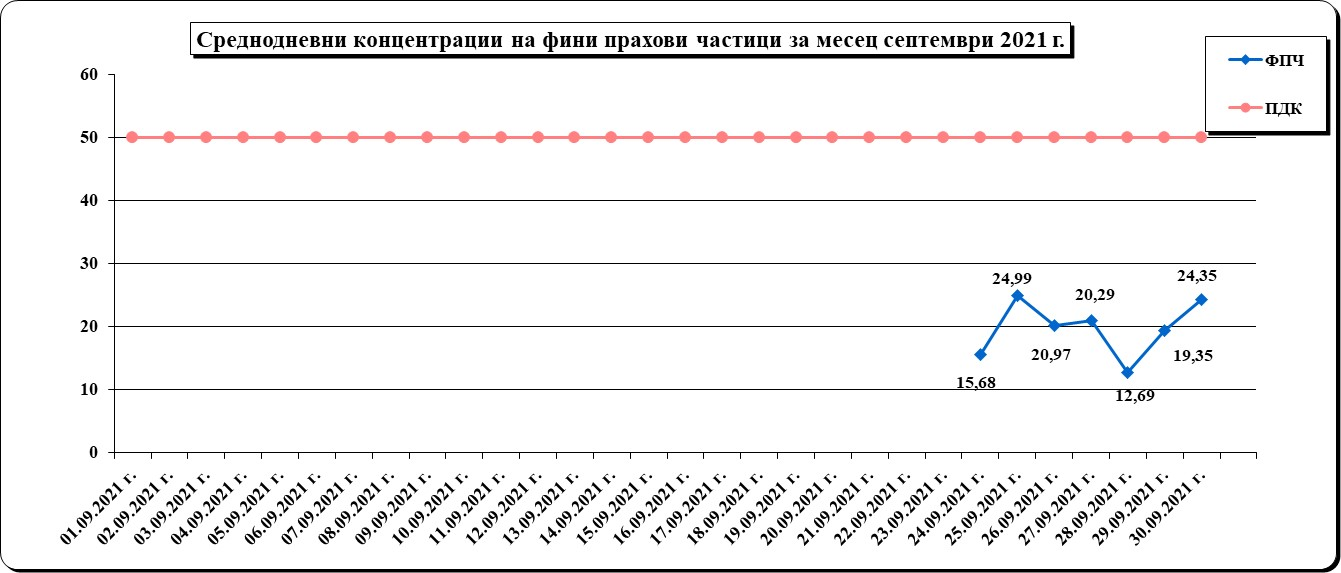 Среднодневни концентрации на фини прахови частици за месец септември 2021 г.
ФПЧ
ПДК
60
50
40
30
20
10
0
15,68
24,99
20,97
20,29
12,69
19,35
24,35
01.09.2021 г.
02.09.2021 г.
03.09.2021 г.
04.09.2021 г.
05.09.2021 г.
06.09.2021 г.
07.09.2021 г.
08.09.2021 г.
09.09.2021 г.
10.09.2021 г.
11.09.2021 г.
12.09.2021 г.
13.09.2021 г.
14.09.2021 г.
15.09.2021 г.
16.09.2021 г.
17.09.2021 г.
18.09.2021 г.
19.09.2021 г.
20.09.2021 г.
21.09.2021 г.
22.09.2021 г.
23.09.2021 г.
24.09.2021 г.
25.09.2021 г.
26.09.2021 г.
27.09.2021 г.
28.09.2021 г.
29.09.2021 г.
30.09.2021 г.